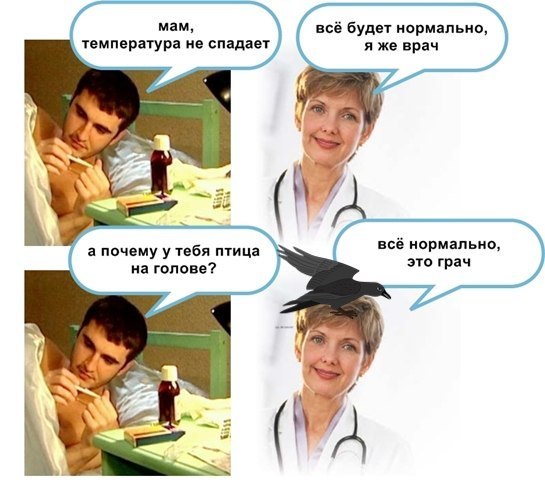 мам,
температура не спадает
всё будет нормально,
я же врач
а почему у тебя птица
на голове?
всё нормально,
это грач